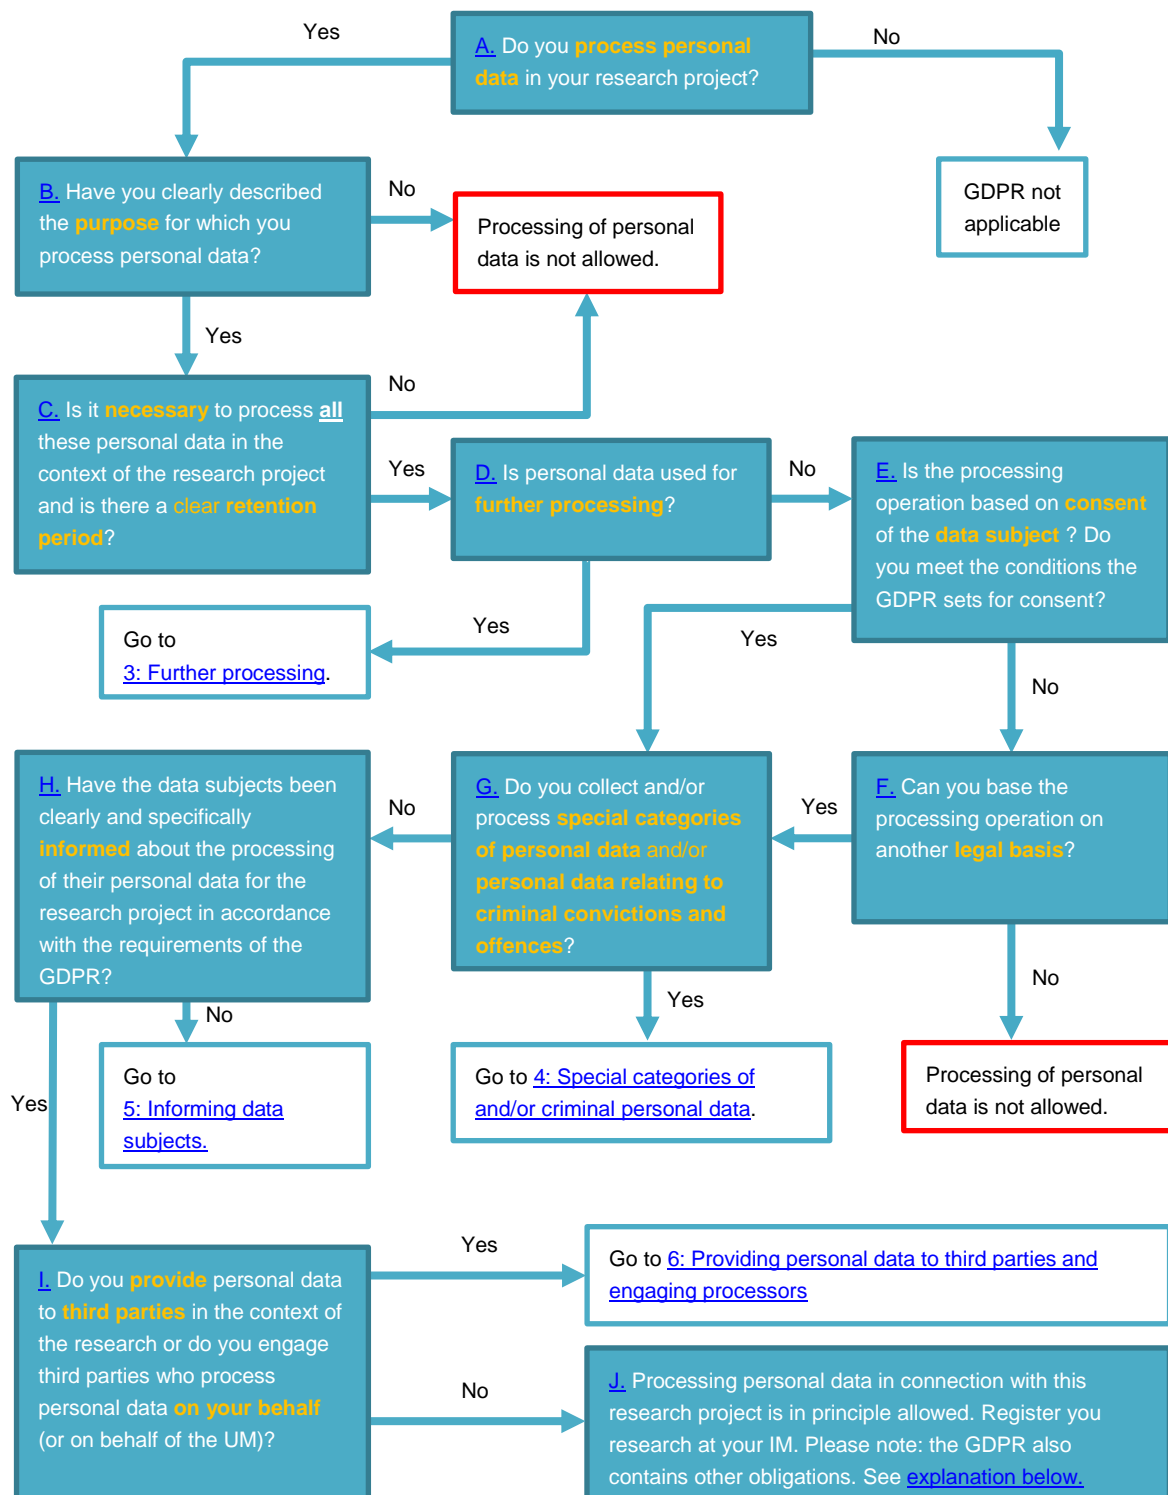 Yes
A. Do you process personal
data in your research project?
No
B. Have you clearly described
the purpose for which you
process personal data?
No
Processing of personal
data is not allowed.
GDPR not
applicable
Yes
C. Is it necessary to process all
these personal data in the
context of the research project
and is there a clear retention
period?
No
Yes
D. Is personal data used for
further processing?
No
E. Is the processing
operation based on consent
of the data subject ? Do
you meet the conditions the
GDPR sets for consent?
Yes
Go to
3: Further processing.
Yes
No
H. Have the data subjects been
clearly and specifically
informed about the processing
of their personal data for the
research project in accordance
with the requirements of the
GDPR?
No
G. Do you collect and/or
process special categories
of personal data and/or
personal data relating to
criminal convictions and
offences?
Yes
F. Can you base the
processing operation on
another legal basis?
No
Yes
No
Go to
5: Informing data
subjects.
Go to 4: Special categories of
and/or criminal personal data.
Processing of personal
data is not allowed.
Yes
I. Do you provide personal data
to third parties in the context of
the research or do you engage
third parties who process
personal data on your behalf
(or on behalf of the UM)?
Yes
Go to 6: Providing personal data to third parties and
engaging processors
No
J. Processing personal data in connection with this
research project is in principle allowed. Register you
research at your IM. Please note: the GDPR also
contains other obligations. See explanation below.